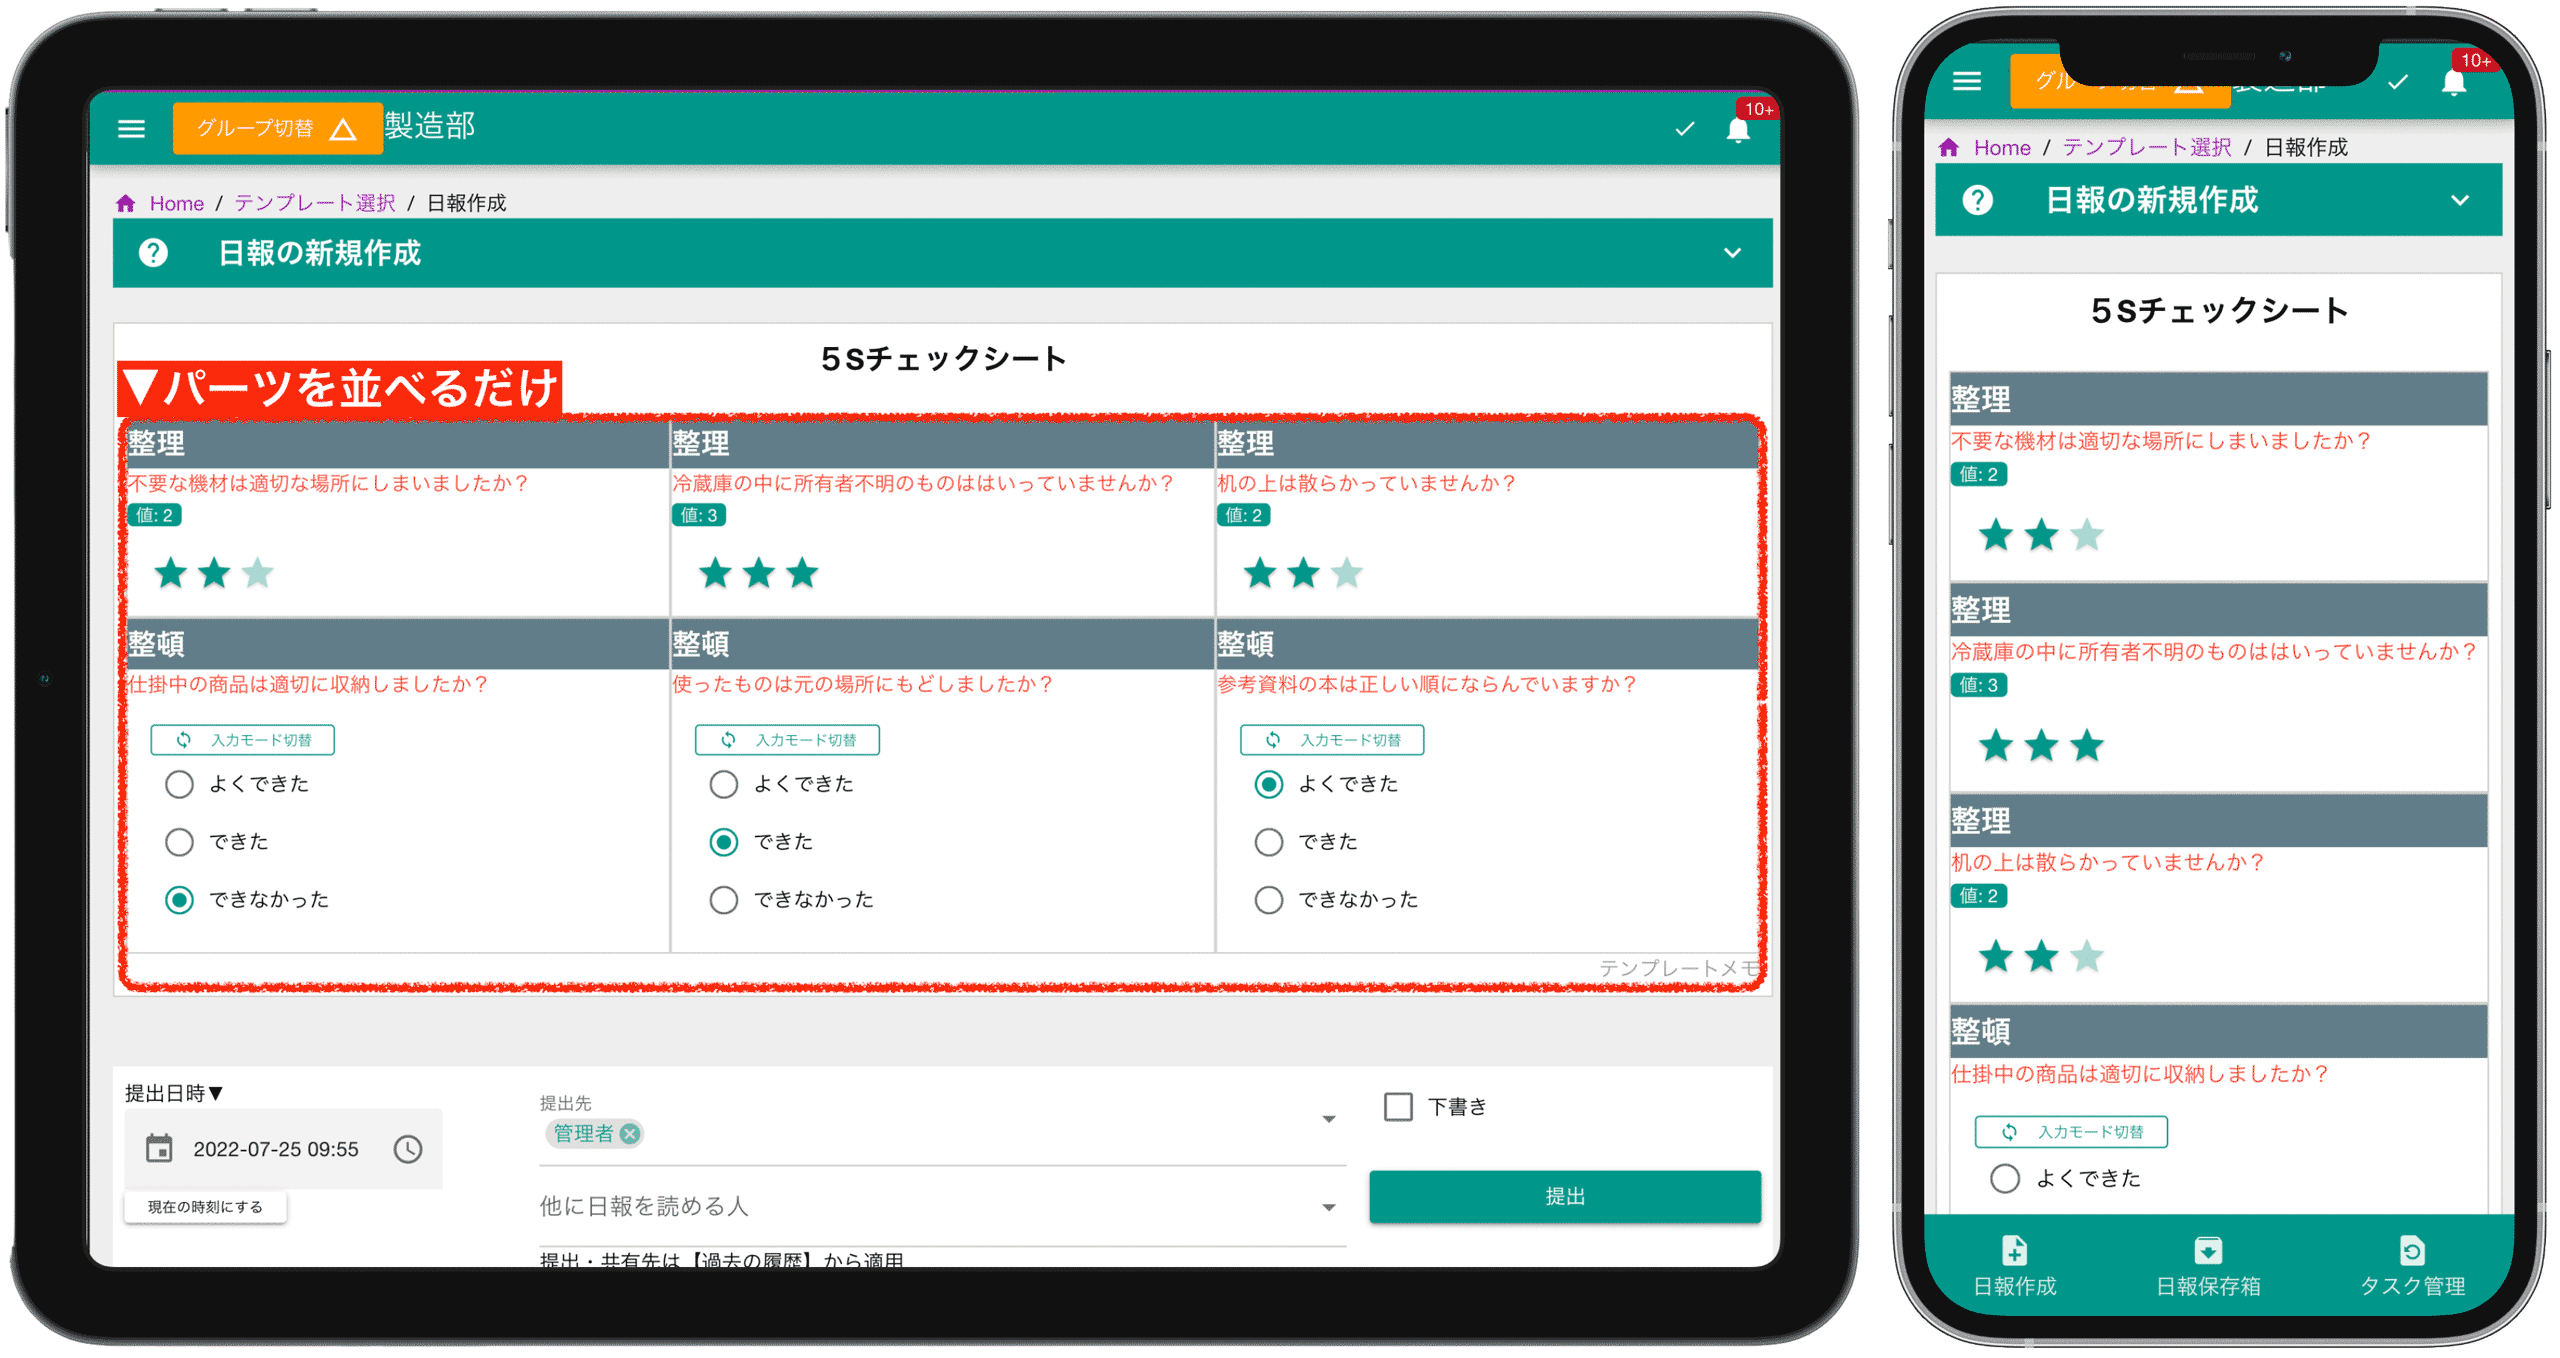 グループ切替 製造部 10+
Home / テンプレート選択 / 日報作成
日報の新規作成
5Sチェックシート
▼パーツを並べるだけ
整理
不要な機材は適切な場所にしまいましたか？
値: 2
整理
冷蔵庫の中に所有者不明のものははいっていませんか？
値: 3
整理
机の上は散らかっていませんか？
値: 2
整頓
仕掛中の商品は適切に収納しましたか？
入力モード切替
よくできた
できた
できなかった
整頓
使ったものは元の場所にもどしましたか？
入力モード切替
よくできた
できた
できなかった
整頓
参考資料の本は正しい順にならんでいますか？
入力モード切替
よくできた
できた
できなかった
テンプレートメモ
提出日時▼
2022-07-25 09:55
現在の時刻にする
提出先
管理者
他に日報を読める人
提出・共有先は【過去の履歴】から適用
下書き
提出
10+
Home / テンプレート選択 / 日報作成
日報の新規作成
5Sチェックシート
整理
不要な機材は適切な場所にしまいましたか？
値: 2
整理
冷蔵庫の中に所有者不明のものははいっていませんか？
値: 3
整理
机の上は散らかっていませんか？
値: 2
整頓
仕掛中の商品は適切に収納しましたか？
入力モード切替
よくできた
日報作成
日報保存箱
タスク管理